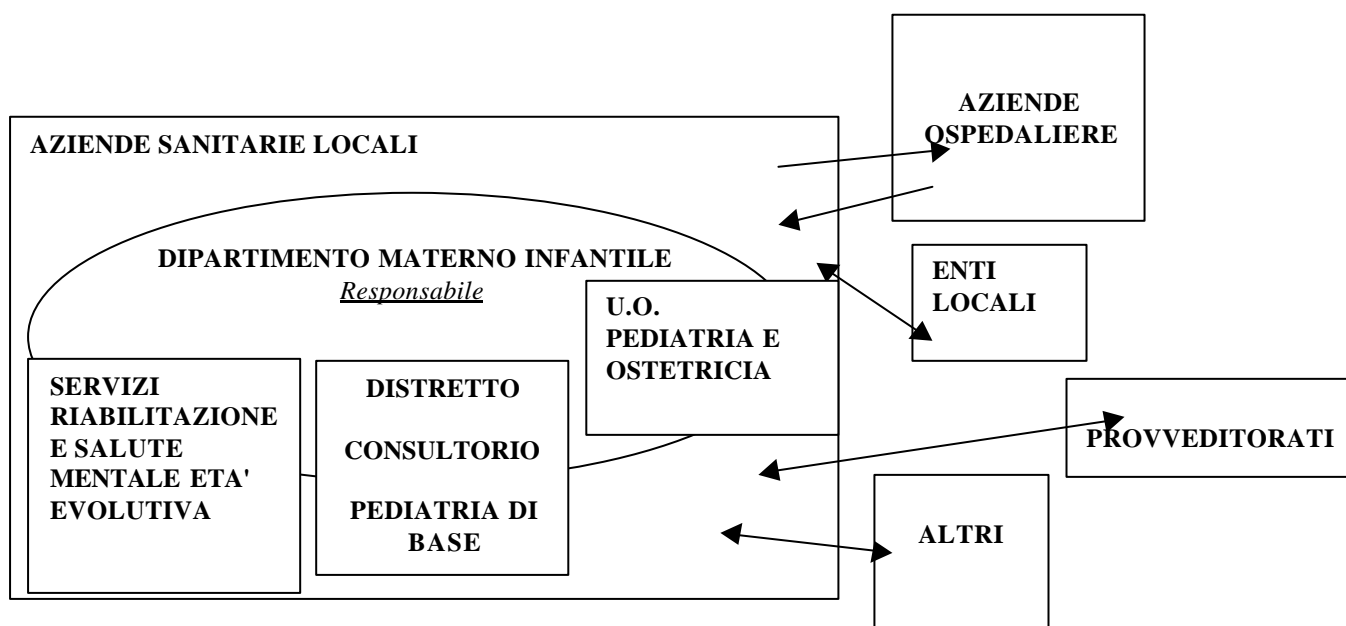 AZIENDE
OSPEDALIERE
AZIENDE SANITARIE LOCALI
DIPARTIMENTO MATERNO INFANTILE
Responsabile
ENTI
LOCALI
U.O.
PEDIATRIA E
OSTETRICIA
SERVIZI
RIABILITAZIONE
E SALUTE
MENTALE ETA'
EVOLUTIVA
DISTRETTO
CONSULTORIO
PEDIATRIA DI
BASE
PROVVEDITORATI
ALTRI